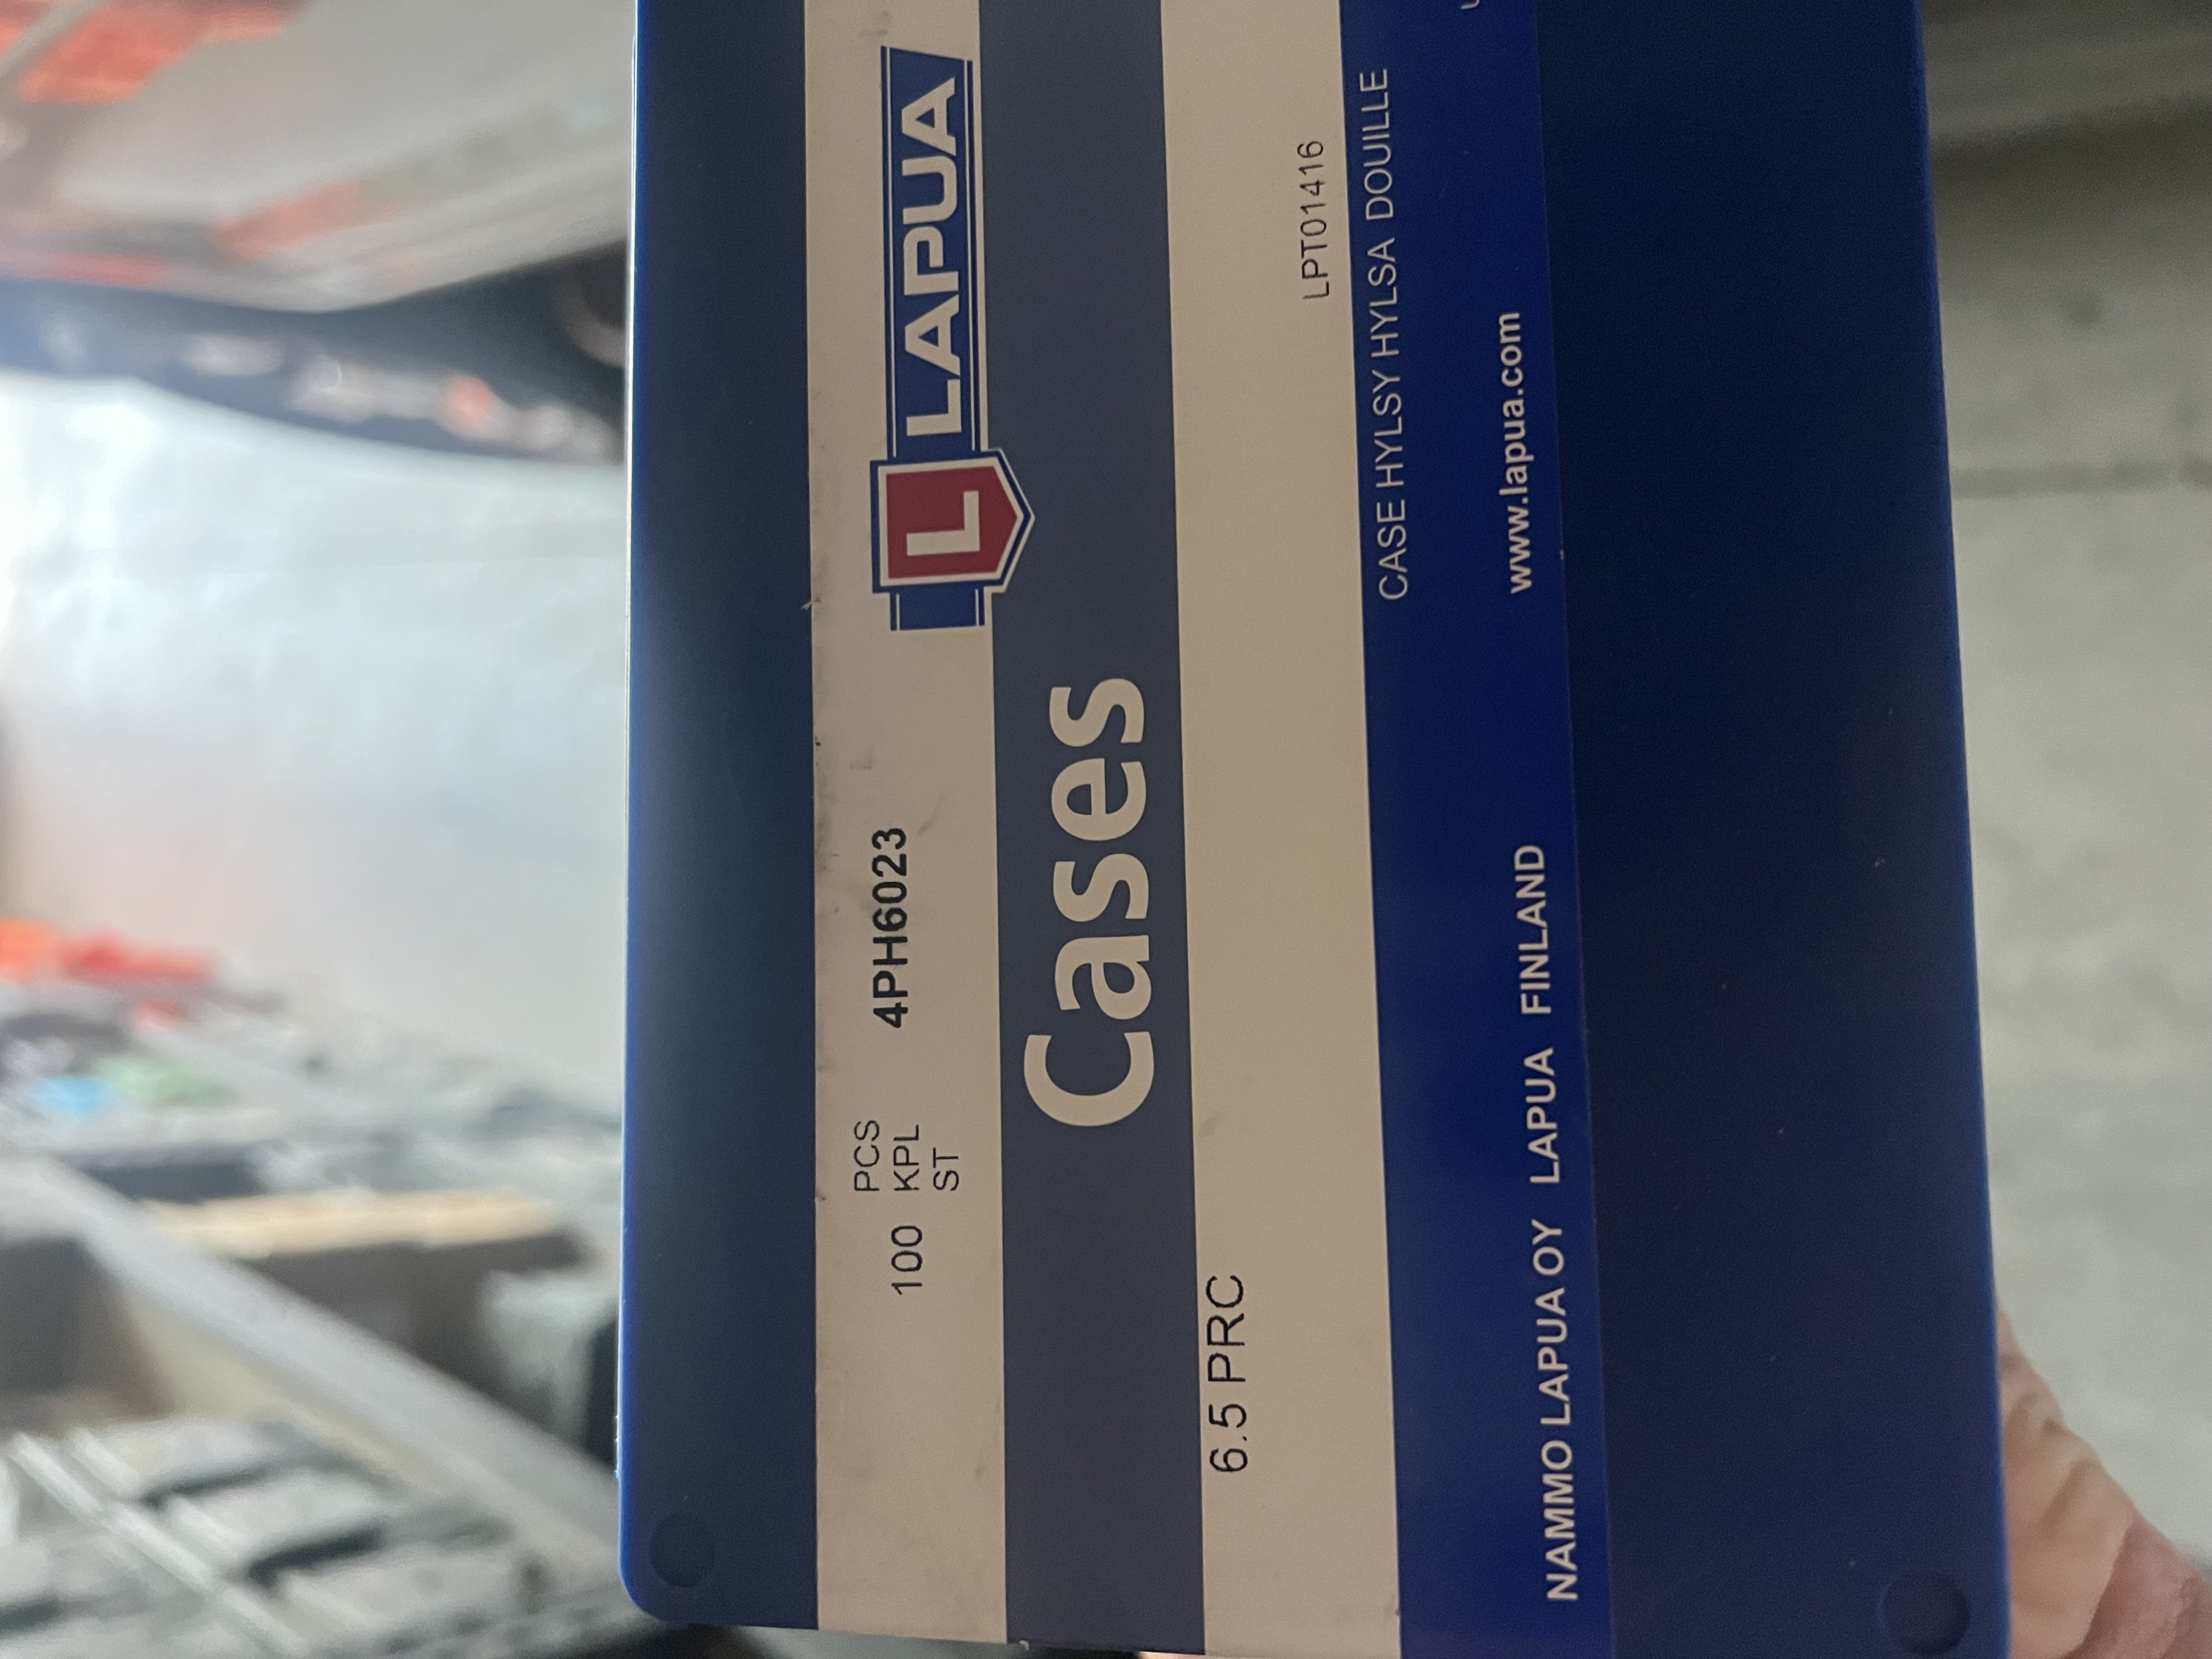 100 PCS
KPL
ST
4PH6023
L LAPUA
Cases
6.5 PRC
LPT01416
CASE HYLSY HYLSA DOUILLE
NAMMO LAPUA OY LAPUA FINLAND
www.lapua.com